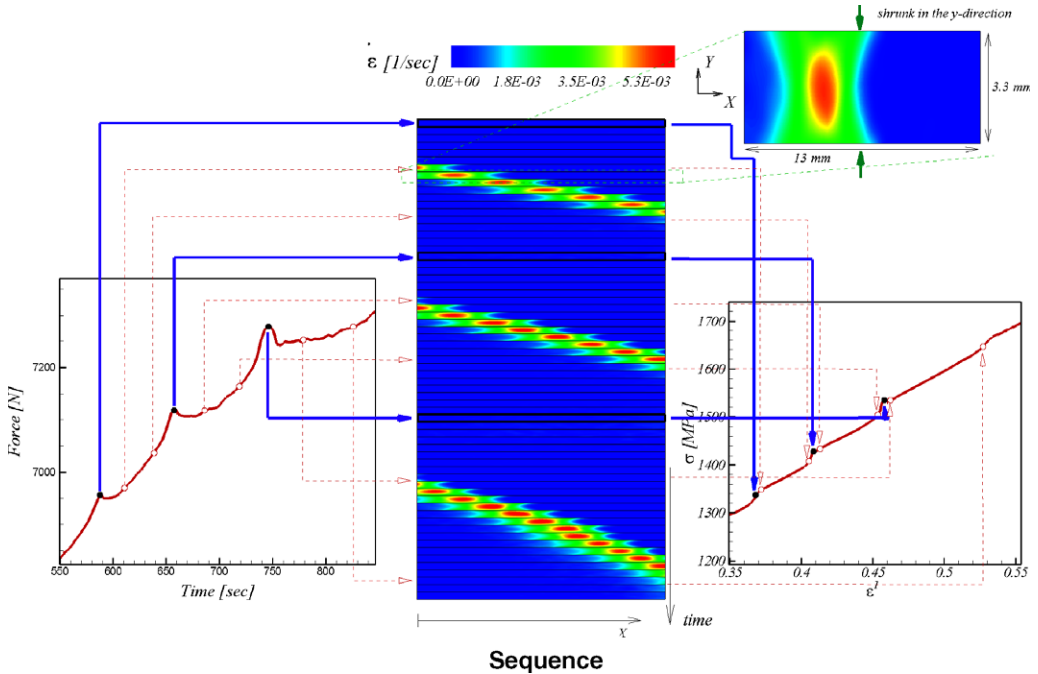 shrunk in the y-direction
ε̇ [1/sec]
0.0E+00 1.8E-03 3.5E-03 5.3E-03
Y
X
3.3 mm
13 mm
7200
7000
Force [N]
550 600 650 700 750 800
Time [sec]
1700
1600
1500
1400
1300
1200
σ [MPa]
0.35 0.4 0.45 0.5 0.55
ε¹
X
time
Sequence